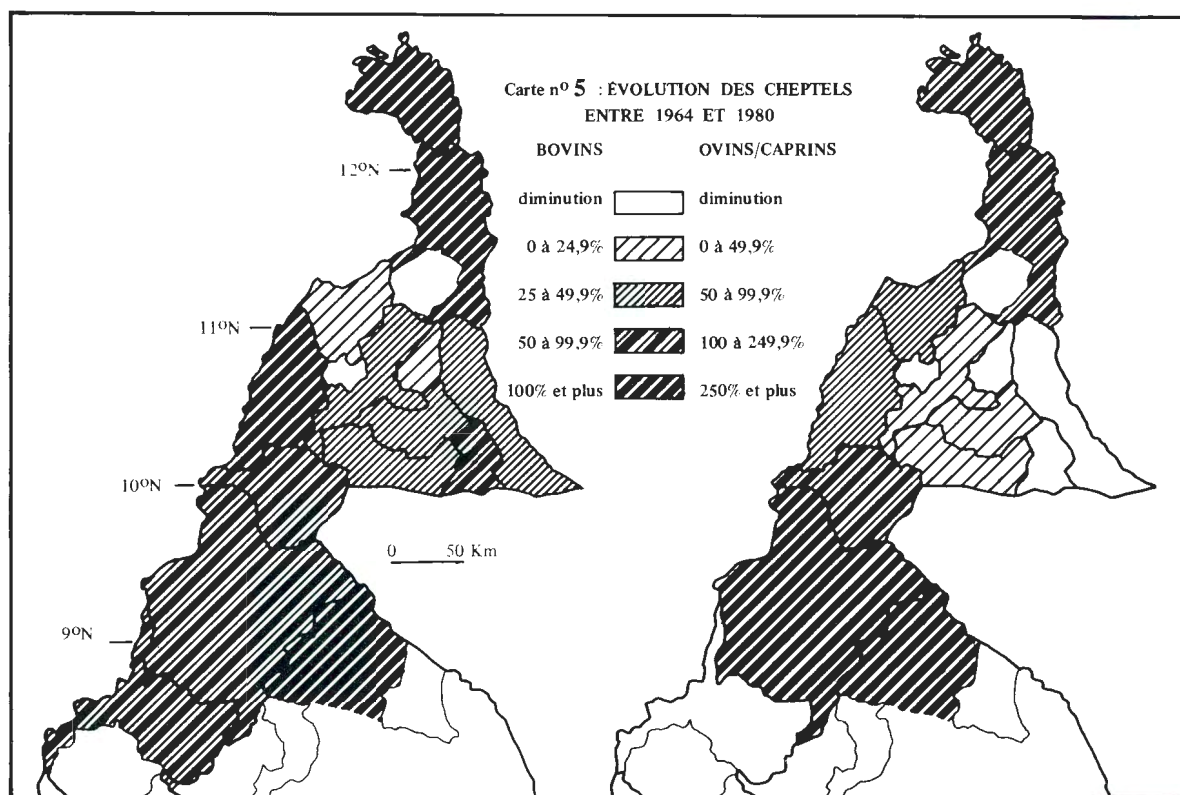 Carte nº 5 : ÉVOLUTION DES CHEPTELS
ENTRE 1964 ET 1980
BOVINS OVINS/CAPRINS
diminution diminution
0 à 24,9% 0 à 49,9%
25 à 49,9% 50 à 99,9%
50 à 99,9% 100 à 249,9%
100% et plus 250% et plus
12ºN
11ºN
10ºN
0 50 Km
9ºN